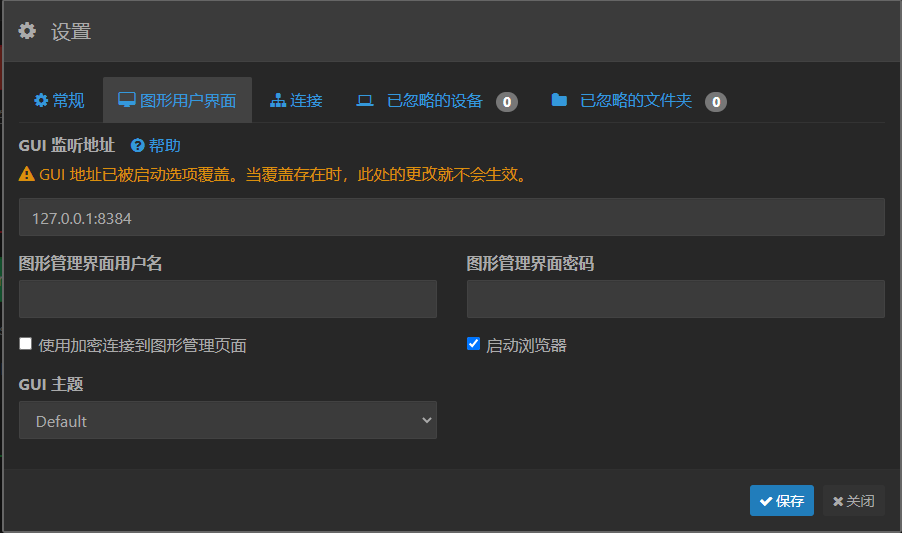 设置
常规 图形用户界面 连接 已忽略的设备 0 已忽略的文件夹 0
GUI 监听地址 帮助
GUI 地址已被启动选项覆盖。当覆盖存在时，此处的更改就不会生效。
127.0.0.1:8384
图形管理界面用户名 图形管理界面密码
使用加密连接到图形管理页面 启动浏览器
GUI 主题
Default
保存 关闭